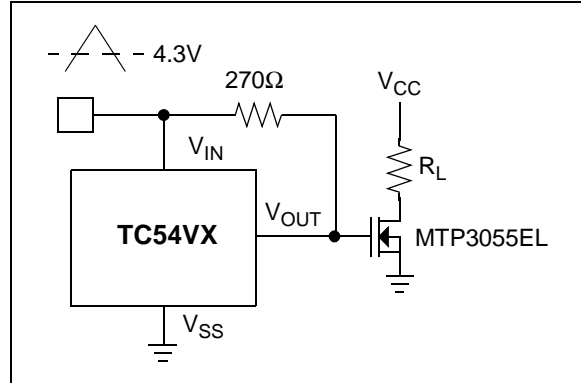 4.3V
270Ω
VCC
VIN
RL
VOUT
TC54VX
MTP3055EL
VSS